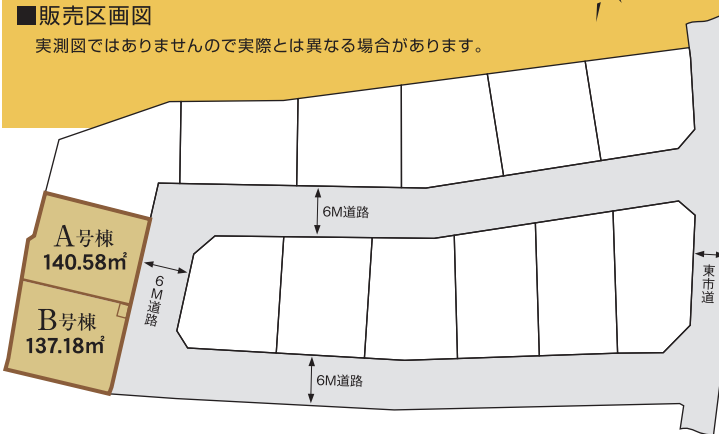 ■販売区画図
実測図ではありませんので実際とは異なる場合があります。
A号棟
140.58㎡
B号棟
137.18㎡
6M道路
6M道路
6M道路
東市道